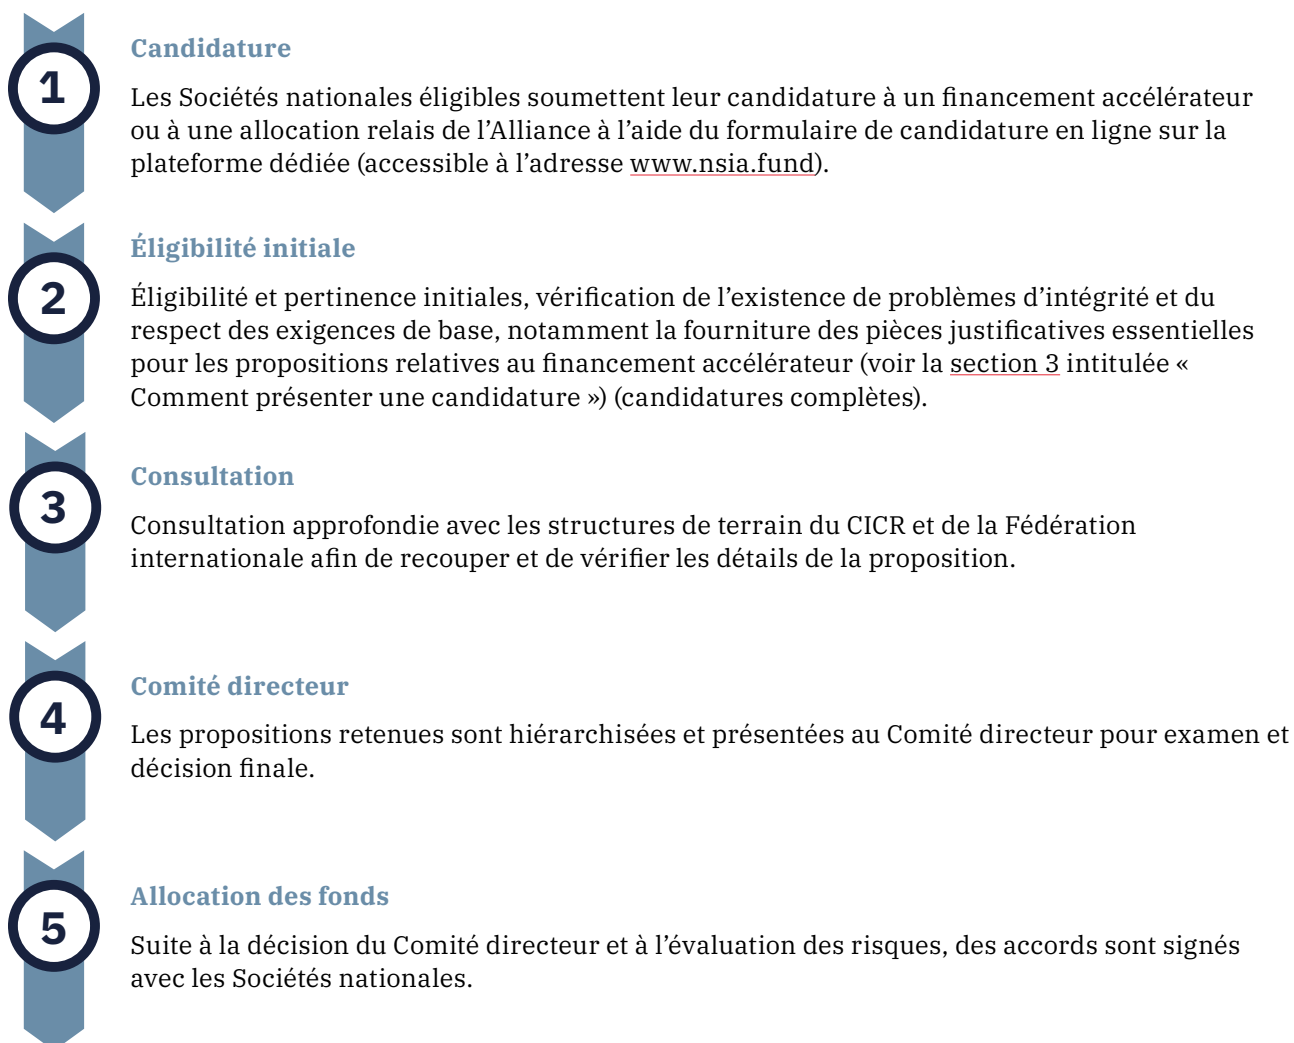 1
Candidature
Les Sociétés nationales éligibles soumettent leur candidature à un financement accélérateur
ou à une allocation relais de l’Alliance à l’aide du formulaire de candidature en ligne sur la
plateforme dédiée (accessible à l’adresse www.nsia.fund).
2
Éligibilité initiale
Éligibilité et pertinence initiales, vérification de l’existence de problèmes d’intégrité et du
respect des exigences de base, notamment la fourniture des pièces justificatives essentielles
pour les propositions relatives au financement accélérateur (voir la section 3 intitulée «
Comment présenter une candidature ») (candidatures complètes).
3
Consultation
Consultation approfondie avec les structures de terrain du CICR et de la Fédération
internationale afin de recouper et de vérifier les détails de la proposition.
4
Comité directeur
Les propositions retenues sont hiérarchisées et présentées au Comité directeur pour examen et
décision finale.
5
Allocation des fonds
Suite à la décision du Comité directeur et à l’évaluation des risques, des accords sont signés
avec les Sociétés nationales.